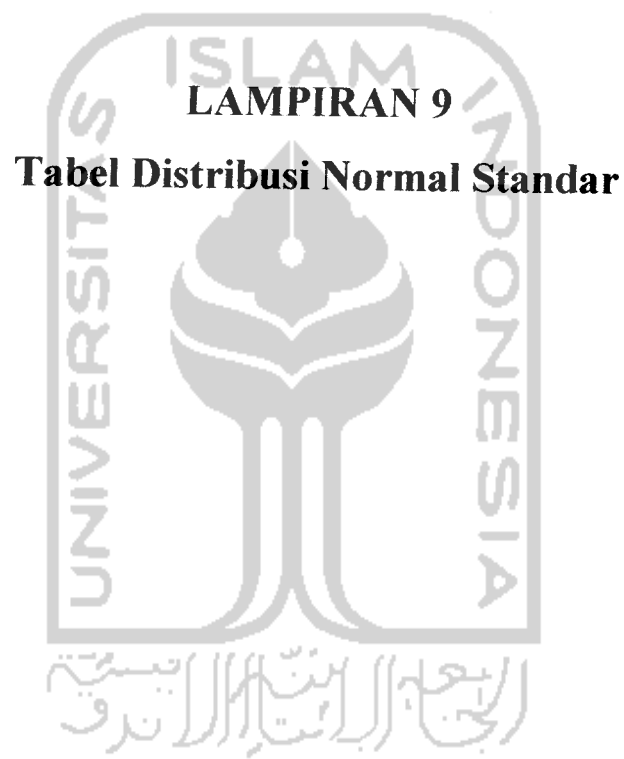 ISLAM
LAMPIRAN 9
Tabel Distribusi Normal Standar
UNIVERSITAS
INDONESIA